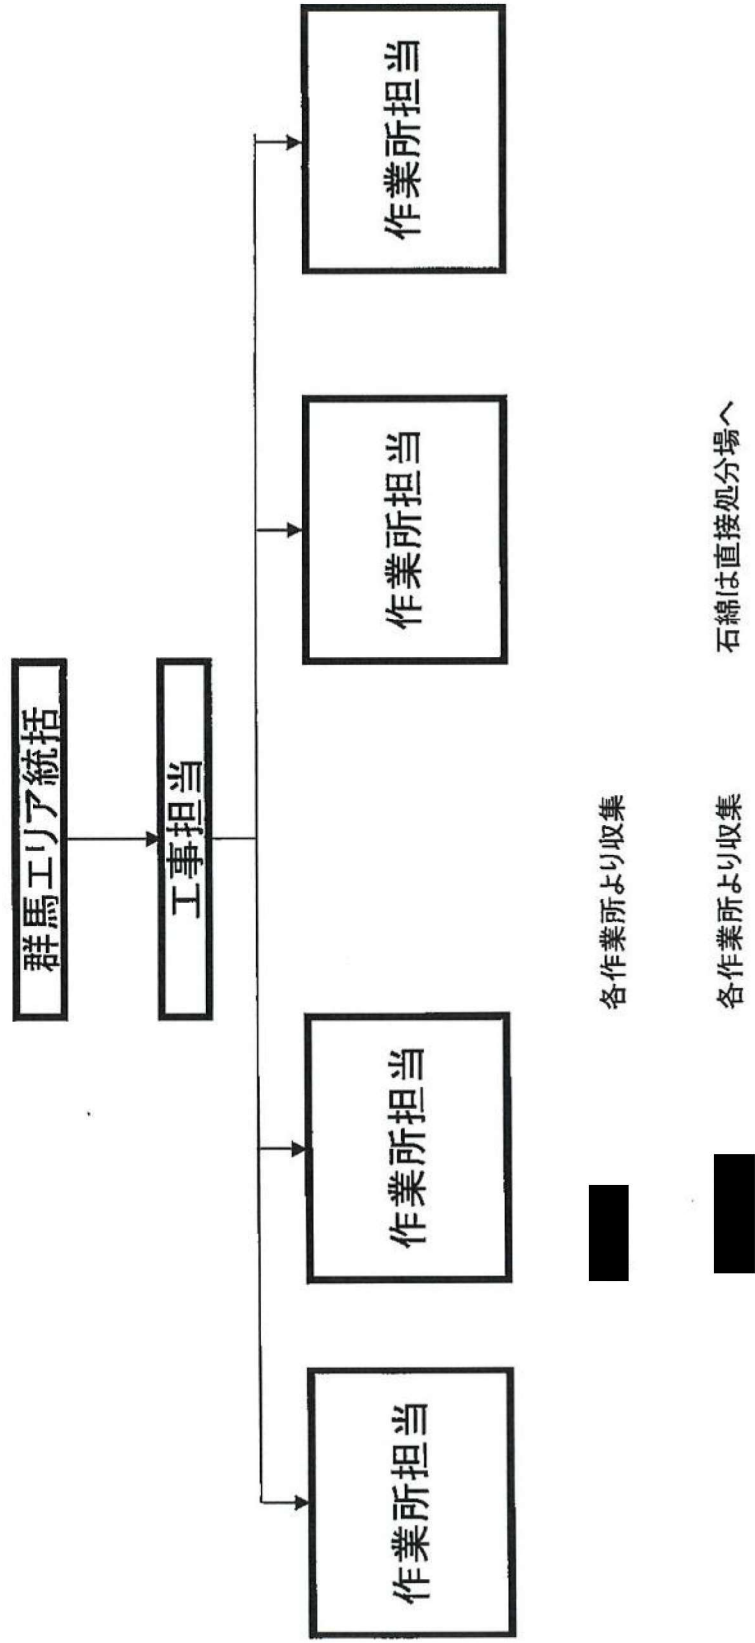 群馬エリア統括
工事担当
作業所担当
作業所担当
作業所担当
作業所担当
各作業所より収集
各作業所より収集
石綿は直接処分場へ